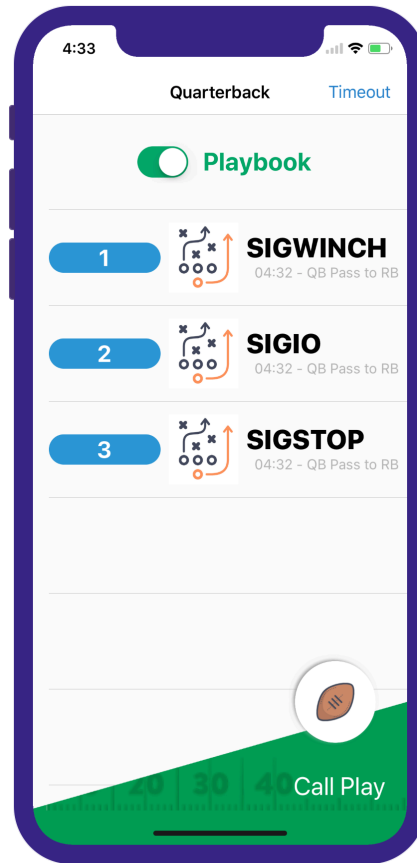 4:33
Quarterback Timeout
Playbook
1 SIGWINCH
04:32 - QB Pass to RB
2 SIGIO
04:32 - QB Pass to RB
3 SIGSTOP
04:32 - QB Pass to RB
20 30 40
Call Play